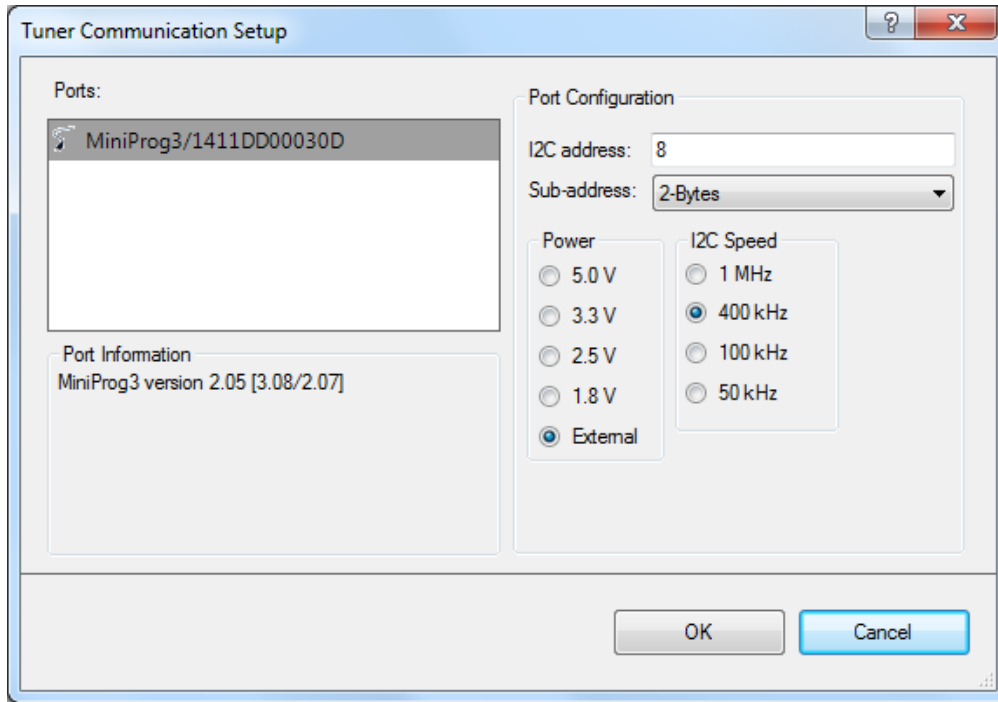 Tuner Communication Setup
Ports:
MiniProg3/1411DD00030D
Port Information
MiniProg3 version 2.05 [3.08/2.07]
Port Configuration
I2C address: 8
Sub-address: 2-Bytes
Power
5.0 V
3.3 V
2.5 V
1.8 V
External
I2C Speed
1 MHz
400 kHz
100 kHz
50 kHz
OK Cancel